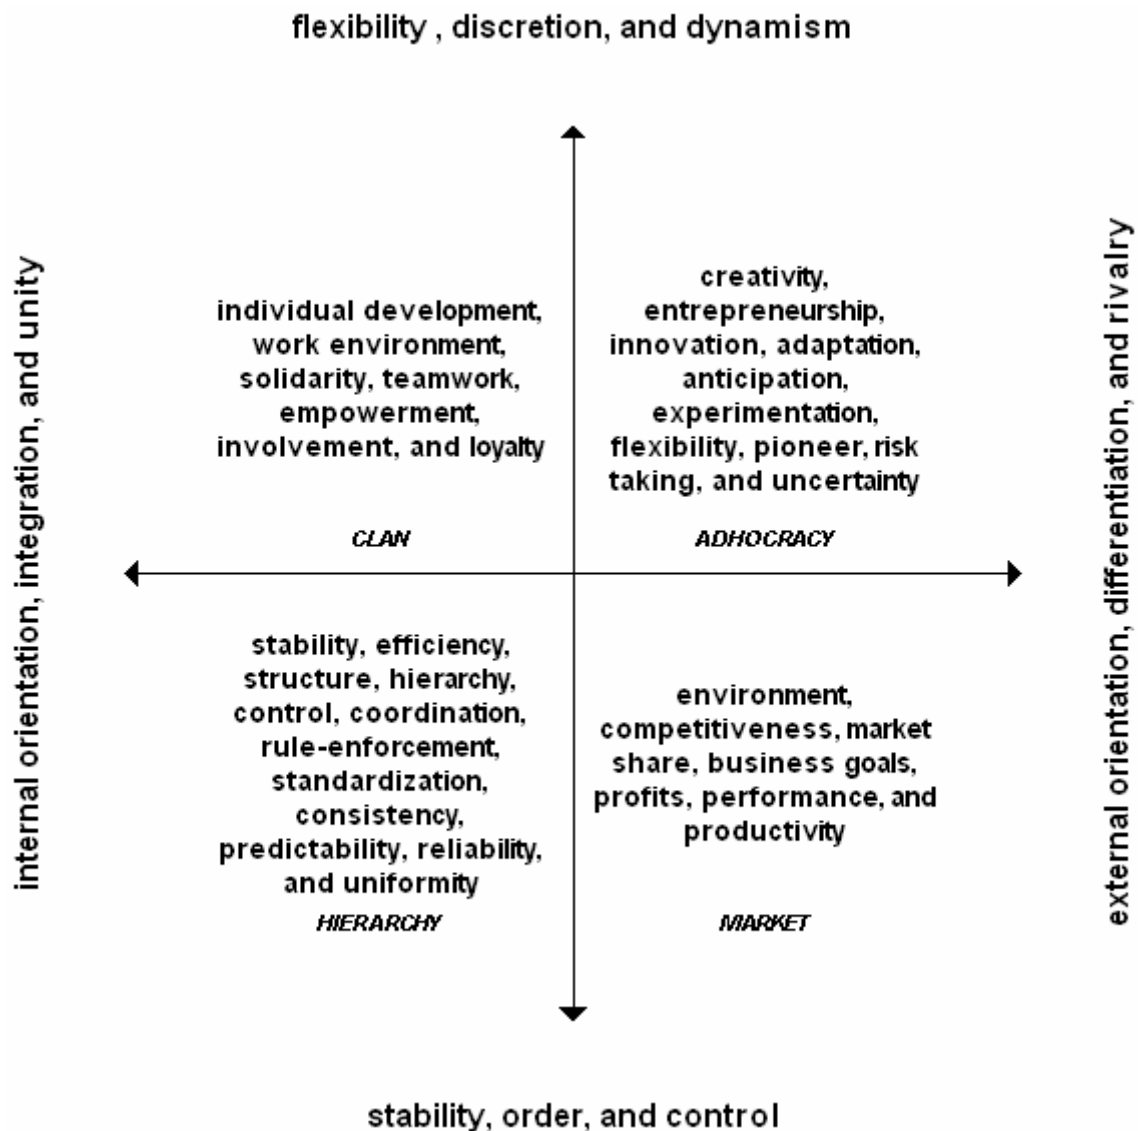 flexibility , discretion, and dynamism
internal orientation, integration, and unity
individual development,
work environment,
solidarity, teamwork,
empowerment,
involvement, and loyalty
CLAN
creativity,
entrepreneurship,
innovation, adaptation,
anticipation,
experimentation,
flexibility, pioneer, risk
taking, and uncertainty
ADHOCRACY
external orientation, differentiation, and rivalry
stability, efficiency,
structure, hierarchy,
control, coordination,
rule-enforcement,
standardization,
consistency,
predictability, reliability,
and uniformity
HIERARCHY
environment,
competitiveness, market
share, business goals,
profits, performance, and
productivity
MARKET
stability, order, and control